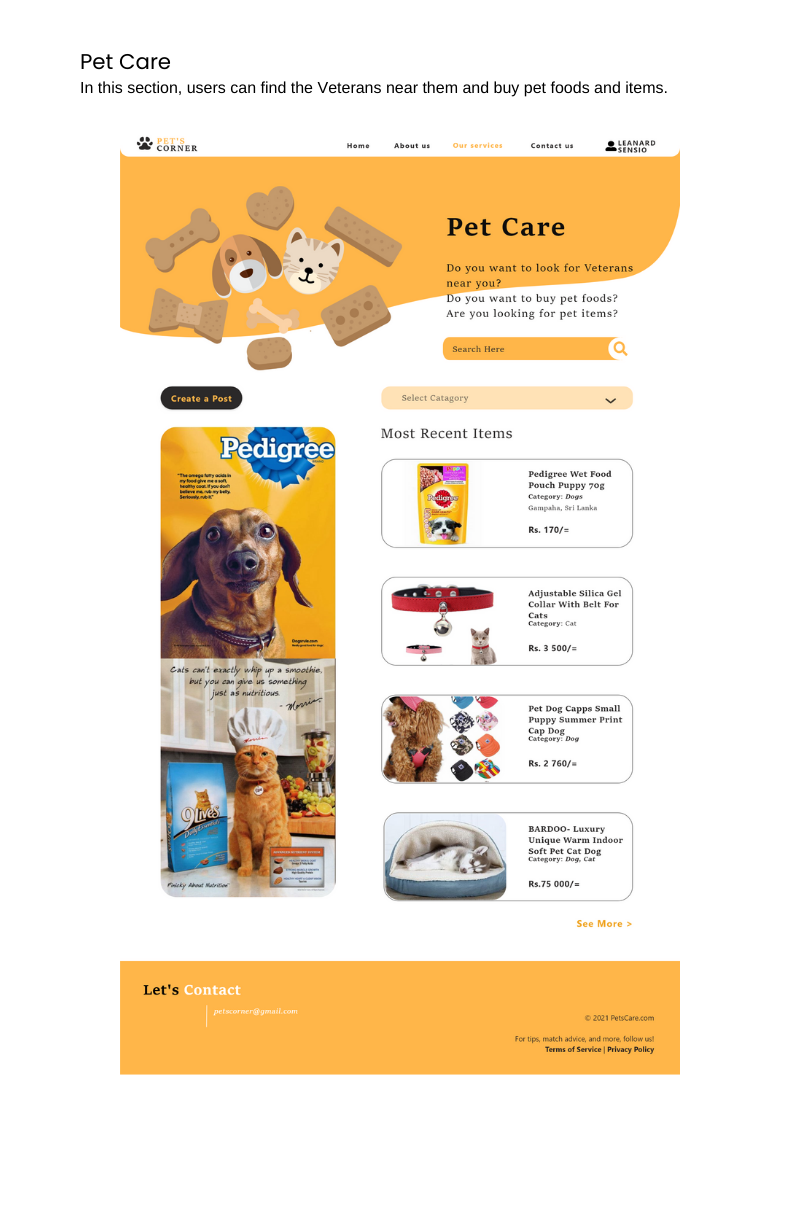 Pet Care
In this section, users can find the Veterans near them and buy pet foods and items.
PET'S
CORNER
Home
About us
Our services
Contact us
LEANARD
SENSIO
Pet Care
Do you want to look for Veterans
near you?
Do you want to buy pet foods?
Are you looking for pet items?
Search Here
Create a Post
Select Catagory
Most Recent Items
Pedigree
"The omega fatty acids in
my food give me a soft,
healthy coat. If you don't
believe me, rub my belly.
Seriously, rub it."
Cats can't exactly whip up a smoothie,
but you can give us something
just as nutritious.
- Morris
9Lives
Daily Essentials
Finicky About Nutrition
Pedigree
Pedigree Wet Food
Pouch Puppy 70g
Category: Dogs
Gampaha, Sri Lanka
Rs. 170/=
Adjustable Silica Gel
Collar With Belt For
Cats
Category: Cat
Rs. 3 500/=
Pet Dog Capps Small
Puppy Summer Print
Cap Dog
Category: Dog
Rs. 2 760/=
BARDOO- Luxury
Unique Warm Indoor
Soft Pet Cat Dog
Category: Dog, Cat
Rs.75 000/=
See More >
Let's Contact
petscorner@gmail.com
© 2021 PetsCare.com
For tips, match advice, and more, follow us!
Terms of Service | Privacy Policy